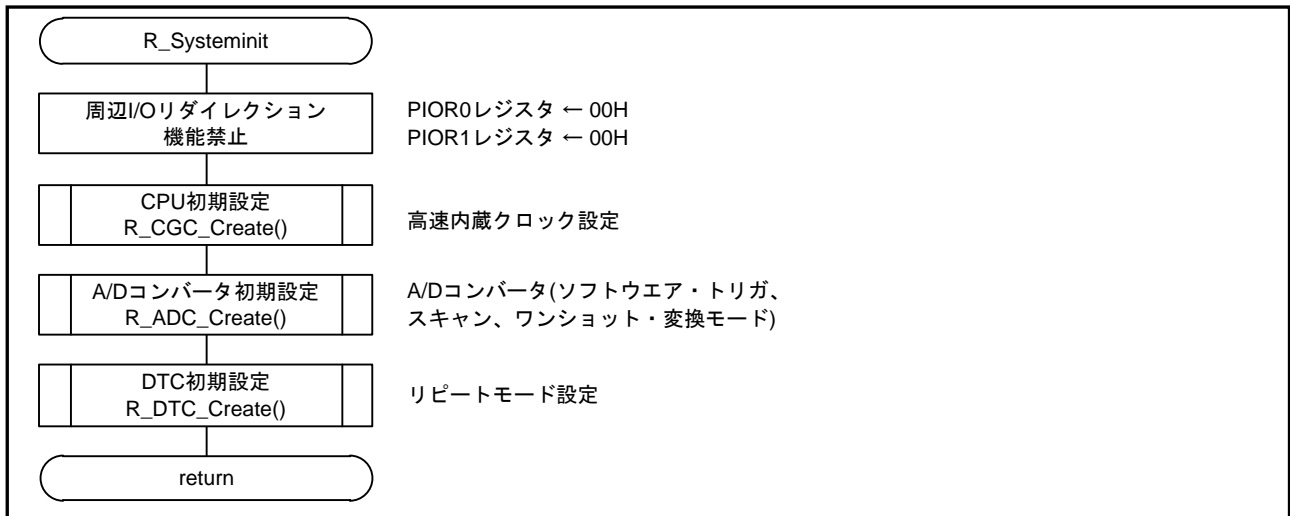 R_Systeminit
周辺I/Oリダイレクション
機能禁止
PIOR0レジスタ ← 00H
PIOR1レジスタ ← 00H
CPU初期設定
R_CGC_Create()
高速内蔵クロック設定
A/Dコンバータ初期設定
R_ADC_Create()
A/Dコンバータ(ソフトウエア・トリガ、
スキャン、ワンショット・変換モード)
DTC初期設定
R_DTC_Create()
リピートモード設定
return